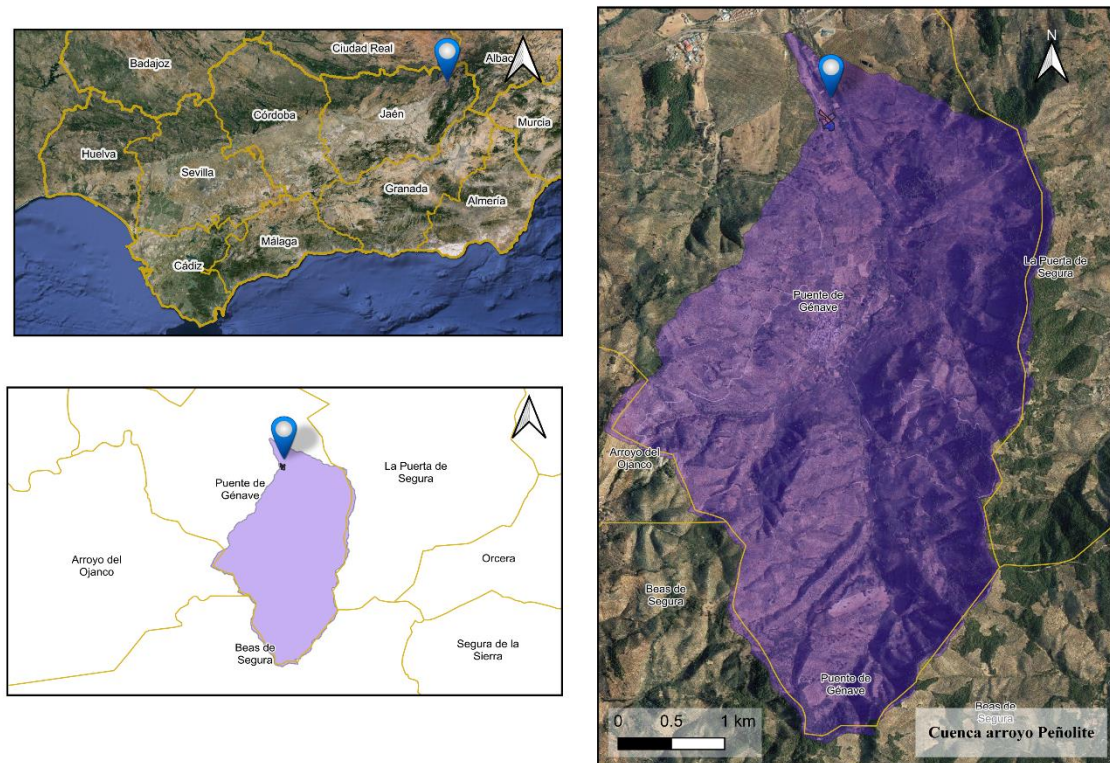 Ciudad Real
Badajoz
Albac
Córdoba
Jaén
Murcia
Huelva
Sevilla
Granada
Almería
Málaga
Cádiz
La Puerta de
Segura
Puente de
Génave
Arroyo del
Ojanco
Orcera
Beas de
Segura
Segura de la
Sierra
N
La Puerta de
Segura
Puente de
Génave
Arroyo del
Ojanco
Beas de
Segura
Puente de
Génave
Beas de
Segura
0 0.5 1 km
Cuenca arroyo Peñolite